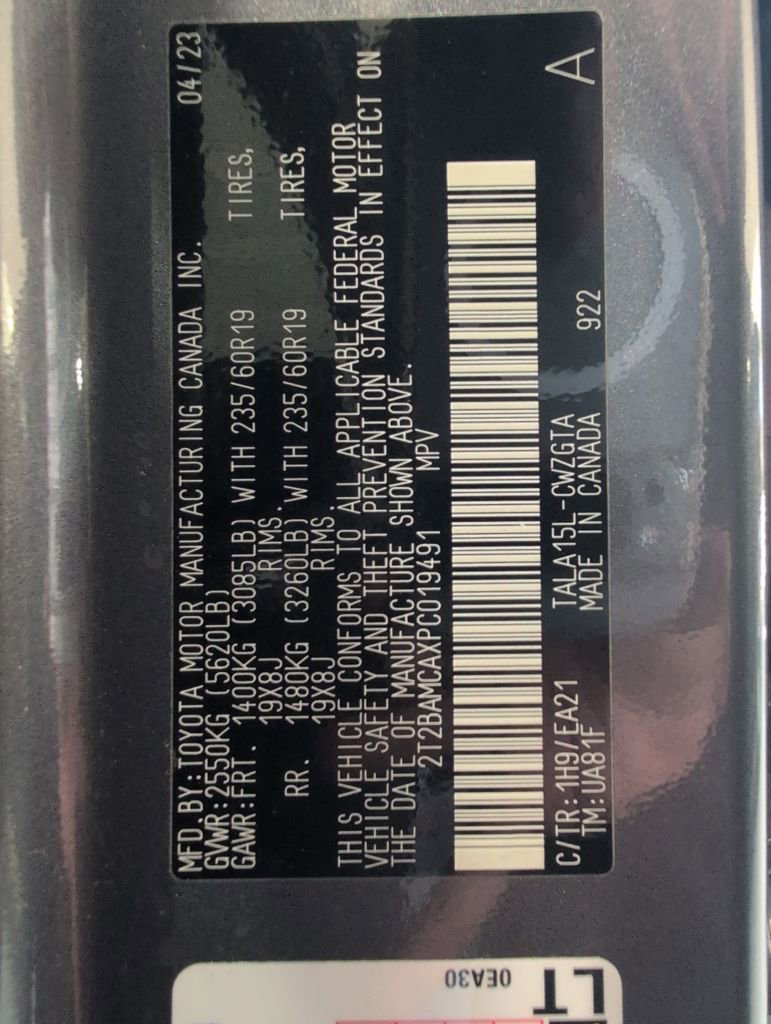 MFD.BY:TOYOTA MOTOR MANUFACTURING CANADA INC. 04/23
GVWR:2550KG (5620LB)
GAWR:FRT. 1400KG (3085LB) WITH 235/60R19 TIRES,
19X8J RIMS.
RR. 1480KG (3260LB) WITH 235/60R19 TIRES,
19X8J RIMS.
THIS VEHICLE CONFORMS TO ALL APPLICABLE FEDERAL MOTOR
VEHICLE SAFETY AND THEFT PREVENTION STANDARDS IN EFFECT ON
THE DATE OF MANUFACTURE SHOWN ABOVE.
2T2BAMCAXPC019491 MPV
C/TR:1H9/EA21 TALA15L-CWZGTA 922 A
TM:UA81F MADE IN CANADA
0EA30
LT